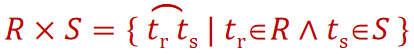 R × S = { t͡ᵣ tₛ | tᵣ∈R ∧ tₛ∈S }